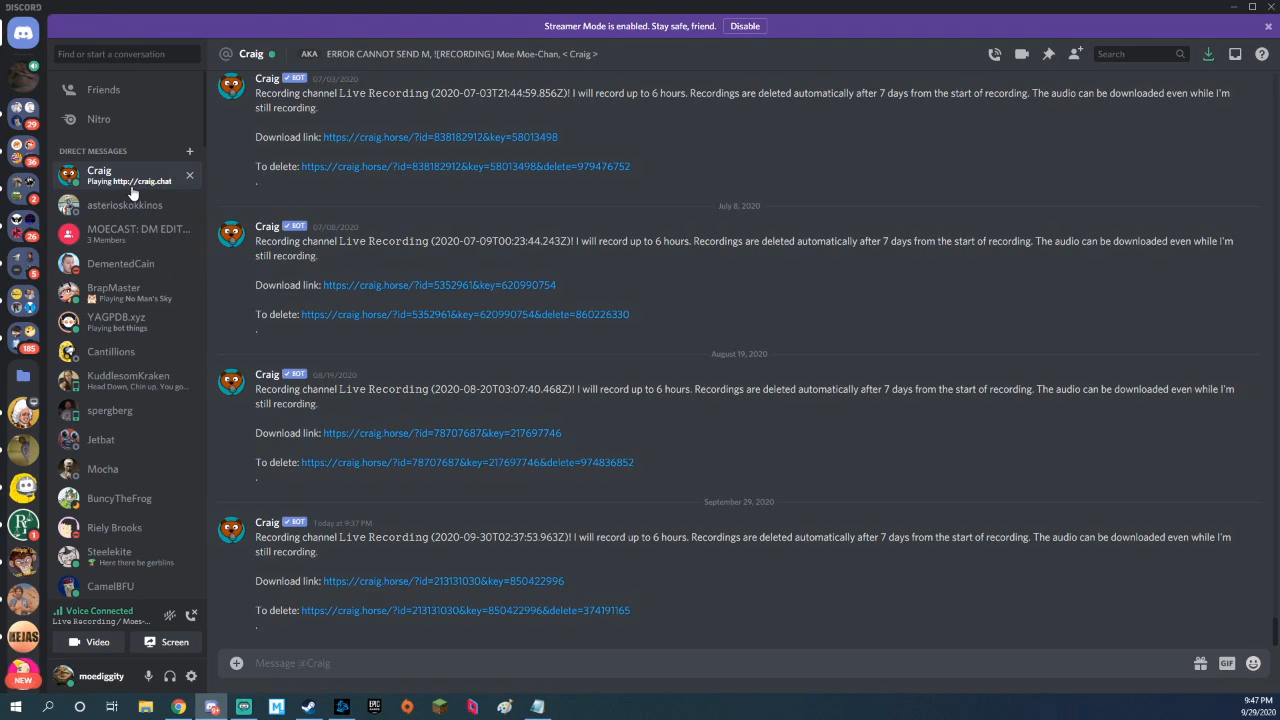 DISCORD
Streamer Mode is enabled. Stay safe, friend.
Disable
Find or start a conversation
@ Craig
AKA ERROR CANNOT SEND M, ![RECORDING] Moe Moe-Chan, < Craig >
Search
Friends
Nitro
DIRECT MESSAGES
Craig
Playing http://craig.chat
asterioskokkinos
MOECAST: DM EDIT...
3 Members
DementedCain
BrapMaster
Playing No Man's Sky
YAGPDB.xyz
Playing bot things
Cantillions
KuddlesomKraken
Head Down, Chin up, You go...
spergberg
Jetbat
Mocha
BuncyTheFrog
Riely Brooks
Steelekite
Here there be gerblins
CamelBFU
Voice Connected
Live Recording / Moes-...
Video
Screen
moediggity
29
36
2
26
5
185
1
MEJAS
NEW
Craig BOT 07/03/2020
Recording channel Live Recording (2020-07-03T21:44:59.856Z)! I will record up to 6 hours. Recordings are deleted automatically after 7 days from the start of recording. The audio can be downloaded even while I'm
still recording.
Download link: https://craig.horse/?id=838182912&key=58013498
To delete: https://craig.horse/?id=838182912&key=58013498&delete=979476752
.
July 8, 2020
Craig BOT 07/08/2020
Recording channel Live Recording (2020-07-09T00:23:44.243Z)! I will record up to 6 hours. Recordings are deleted automatically after 7 days from the start of recording. The audio can be downloaded even while I'm
still recording.
Download link: https://craig.horse/?id=5352961&key=620990754
To delete: https://craig.horse/?id=5352961&key=620990754&delete=860226330
.
August 19, 2020
Craig BOT 08/19/2020
Recording channel Live Recording (2020-08-20T03:07:40.468Z)! I will record up to 6 hours. Recordings are deleted automatically after 7 days from the start of recording. The audio can be downloaded even while I'm
still recording.
Download link: https://craig.horse/?id=78707687&key=217697746
To delete: https://craig.horse/?id=78707687&key=217697746&delete=974836852
.
September 29, 2020
Craig BOT Today at 9:37 PM
Recording channel Live Recording (2020-09-30T02:37:53.963Z)! I will record up to 6 hours. Recordings are deleted automatically after 7 days from the start of recording. The audio can be downloaded even while I'm
still recording.
Download link: https://craig.horse/?id=213131030&key=850422996
To delete: https://craig.horse/?id=213131030&key=850422996&delete=374191165
.
Message @Craig
GIF
EPIC
9:47 PM
9/29/2020